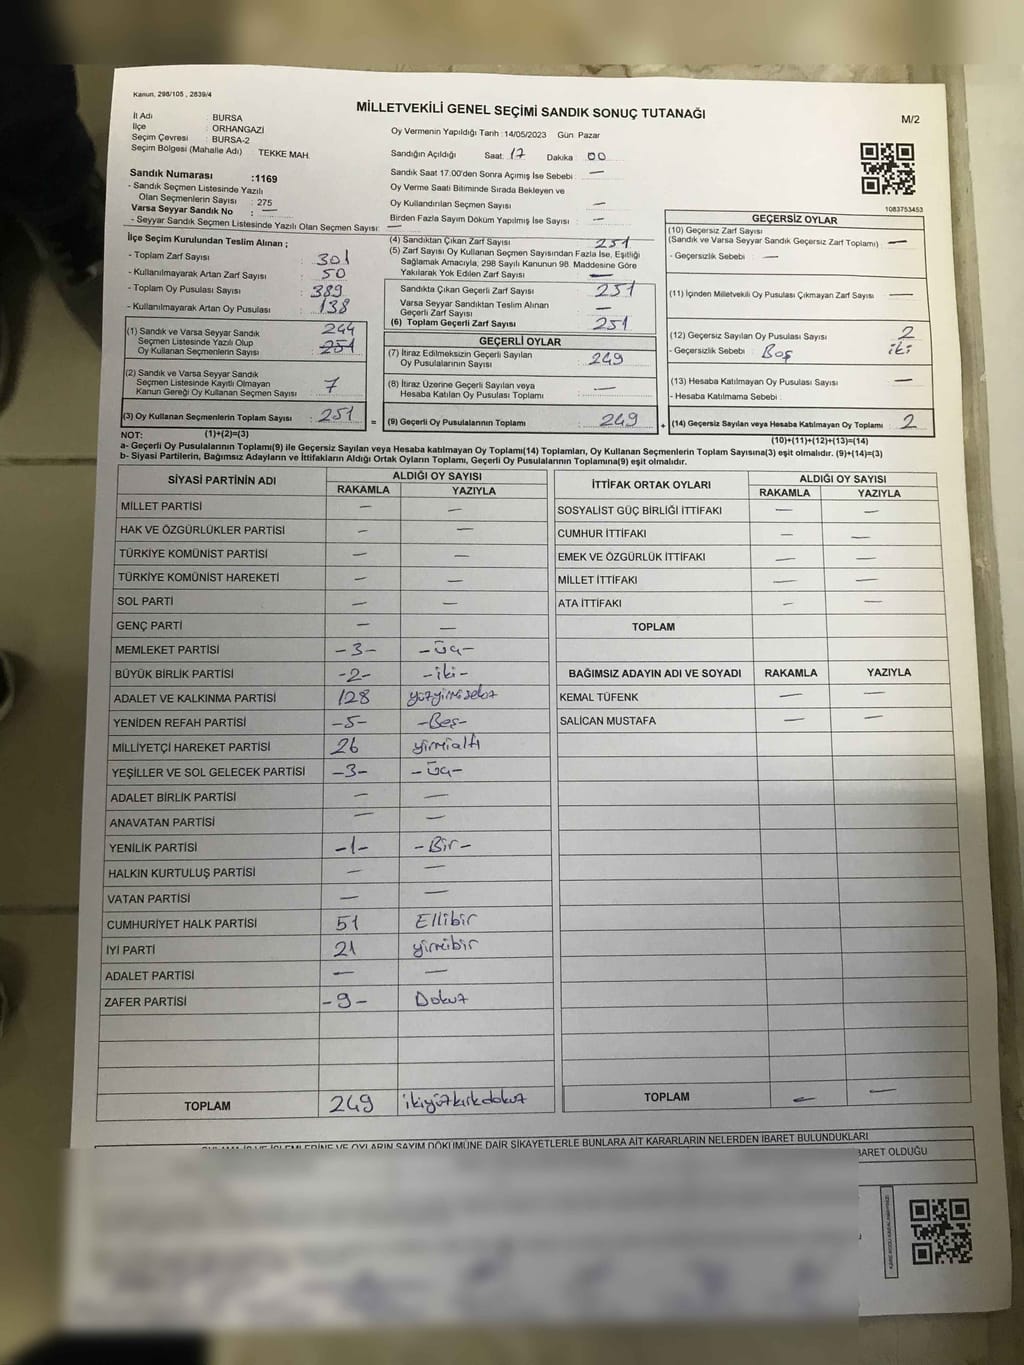 Kanun, 298/105 , 2839/4
MİLLETVEKİLİ GENEL SEÇİMİ SANDIK SONUÇ TUTANAĞI
M/2
İl Adı : BURSA
İlçe : ORHANGAZİ
Seçim Çevresi : BURSA-2
Seçim Bölgesi (Mahalle Adı) TEKKE MAH.
Oy Vermenin Yapıldığı Tarih : 14/05/2023 Gün Pazar
Sandığın Açıldığı Saat : 17 Dakika : 00
Sandık Numarası :1169
- Sandık Seçmen Listesinde Yazılı
Olan Seçmenlerin Sayısı : 275
Varsa Seyyar Sandık No : —
- Seyyar Sandık Seçmen Listesinde Yazılı Olan Seçmen Sayısı: —
Sandık Saat 17.00'den Sonra Açımış İse Sebebi : —
Oy Verme Saati Bitiminde Sırada Bekleyen ve
Oy Kullandırılan Seçmen Sayısı : —
Birden Fazla Sayım Döküm Yapılmış İse Sayısı : —
1083753453
İlçe Seçim Kurulundan Teslim Alınan ;
- Toplam Zarf Sayısı : 301
- Kullanılmayarak Artan Zarf Sayısı : 50
- Toplam Oy Pusulası Sayısı : 389
- Kullanılmayarak Artan Oy Pusulası : 138
(1) Sandık ve Varsa Seyyar Sandık
Seçmen Listesinde Yazılı Olup
Oy Kullanan Seçmenlerin Sayısı : 244 251
(2) Sandık ve Varsa Seyyar Sandık
Seçmen Listesinde Kayıtlı Olmayan
Kanun Gereği Oy Kullanan Seçmen Sayısı : 7
(3) Oy Kullanan Seçmenlerin Toplam Sayısı : 251 =
(1)+(2)=(3)
(4) Sandıktan Çıkan Zarf Sayısı : 251
(5) Zarf Sayısı Oy Kullanan Seçmen Sayısından Fazla İse, Eşitliği
Sağlamak Amacıyla, 298 Sayılı Kanunun 98. Maddesine Göre
Yakılarak Yok Edilen Zarf Sayısı : —
Sandıkta Çıkan Geçerli Zarf Sayısı : 251
Varsa Seyyar Sandıktan Teslim Alınan
Geçerli Zarf Sayısı : —
(6) Toplam Geçerli Zarf Sayısı : 251
GEÇERLİ OYLAR
(7) İtiraz Edilmeksizin Geçerli Sayılan
Oy Pusulalarının Sayısı : 249
(8) İtiraz Üzerine Geçerli Sayılan veya
Hesaba Katılan Oy Pusulası Toplamı : —
(9) Geçerli Oy Pusulalarının Toplamı : 249 +
GEÇERSİZ OYLAR
(10) Geçersiz Zarf Sayısı
(Sandık ve Varsa Seyyar Sandık Geçersiz Zarf Toplamı) : —
- Geçersizlik Sebebi : —
(11) İçinden Milletvekili Oy Pusulası Çıkmayan Zarf Sayısı : —
(12) Geçersiz Sayılan Oy Pusulası Sayısı : 2 iki
- Geçersizlik Sebebi : Boş
(13) Hesaba Katılmayan Oy Pusulası Sayısı : —
- Hesaba Katılmama Sebebi :
(14) Geçersiz Sayılan veya Hesaba Katılmayan Oy Toplamı : 2
(10)+(11)+(12)+(13)=(14)
NOT:
a- Geçerli Oy Pusulalarının Toplamı(9) ile Geçersiz Sayılan veya Hesaba katılmayan Oy Toplamı(14) Toplamları, Oy Kullanan Seçmenlerin Toplam Sayısına(3) eşit olmalıdır. (9)+(14)=(3)
b- Siyasi Partilerin, Bağımsız Adayların ve İttifakların Aldığı Ortak Oyların Toplamı, Geçerli Oy Pusulalarının Toplamına(9) eşit olmalıdır.
SİYASİ PARTİNİN ADI ALDIĞI OY SAYISI
RAKAMLA YAZIYLA
MİLLET PARTİSİ — —
HAK VE ÖZGÜRLÜKLER PARTİSİ — —
TÜRKİYE KOMÜNİST PARTİSİ — —
TÜRKİYE KOMÜNİST HAREKETİ — —
SOL PARTİ — —
GENÇ PARTİ — —
MEMLEKET PARTİSİ -3- -Üç-
BÜYÜK BİRLİK PARTİSİ -2- -iki-
ADALET VE KALKINMA PARTİSİ 128 yüzyirmisekiz
YENİDEN REFAH PARTİSİ -5- -Beş-
MİLLİYETÇİ HAREKET PARTİSİ 26 yirmialtı
YEŞİLLER VE SOL GELECEK PARTİSİ -3- -Üç-
ADALET BİRLİK PARTİSİ — —
ANAVATAN PARTİSİ — —
YENİLİK PARTİSİ -1- -Bir-
HALKIN KURTULUŞ PARTİSİ — —
VATAN PARTİSİ — —
CUMHURİYET HALK PARTİSİ 51 Ellibir
İYİ PARTİ 21 yirmibir
ADALET PARTİSİ — —
ZAFER PARTİSİ -9- Dokuz
TOPLAM 249 ikiyüzkırkdokuz
İTTİFAK ORTAK OYLARI ALDIĞI OY SAYISI
RAKAMLA YAZIYLA
SOSYALİST GÜÇ BİRLİĞİ İTTİFAKI — —
CUMHUR İTTİFAKI — —
EMEK VE ÖZGÜRLÜK İTTİFAKI — —
MİLLET İTTİFAKI — —
ATA İTTİFAKI — —
TOPLAM
BAĞIMSIZ ADAYIN ADI VE SOYADI RAKAMLA YAZIYLA
KEMAL TÜFENK — —
SALİCAN MUSTAFA — —
TOPLAM — —
OYLARIN SAYIM DÖKÜMÜNE DAİR ŞİKAYETLERLE BUNLARA AİT KARARLARIN NELERDEN İBARET BULUNDUKLARI
BARET OLDUĞU